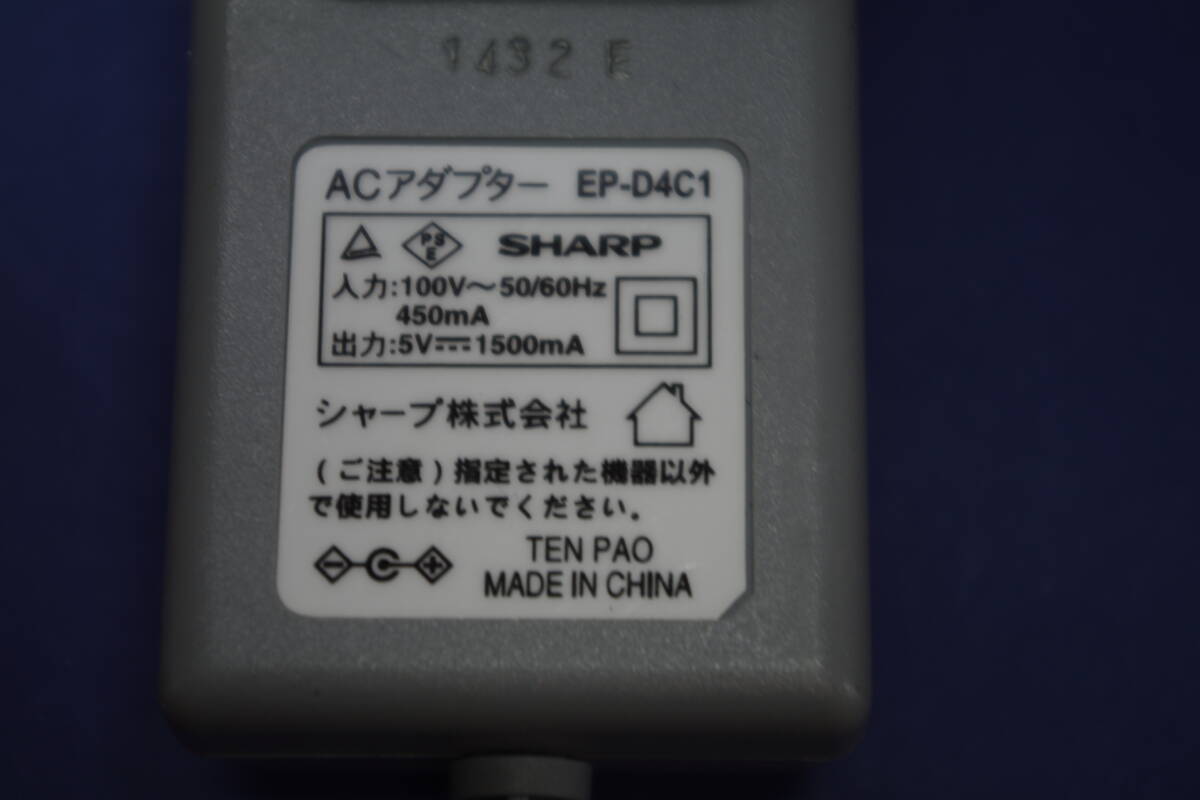 1432 E
ACアダプター EP-D4C1
PSE SHARP
入力:100V～50/60Hz
450mA
出力:5V⎓1500mA
シャープ株式会社
(ご注意)指定された機器以外
で使用しないでください。
TEN PAO
MADE IN CHINA